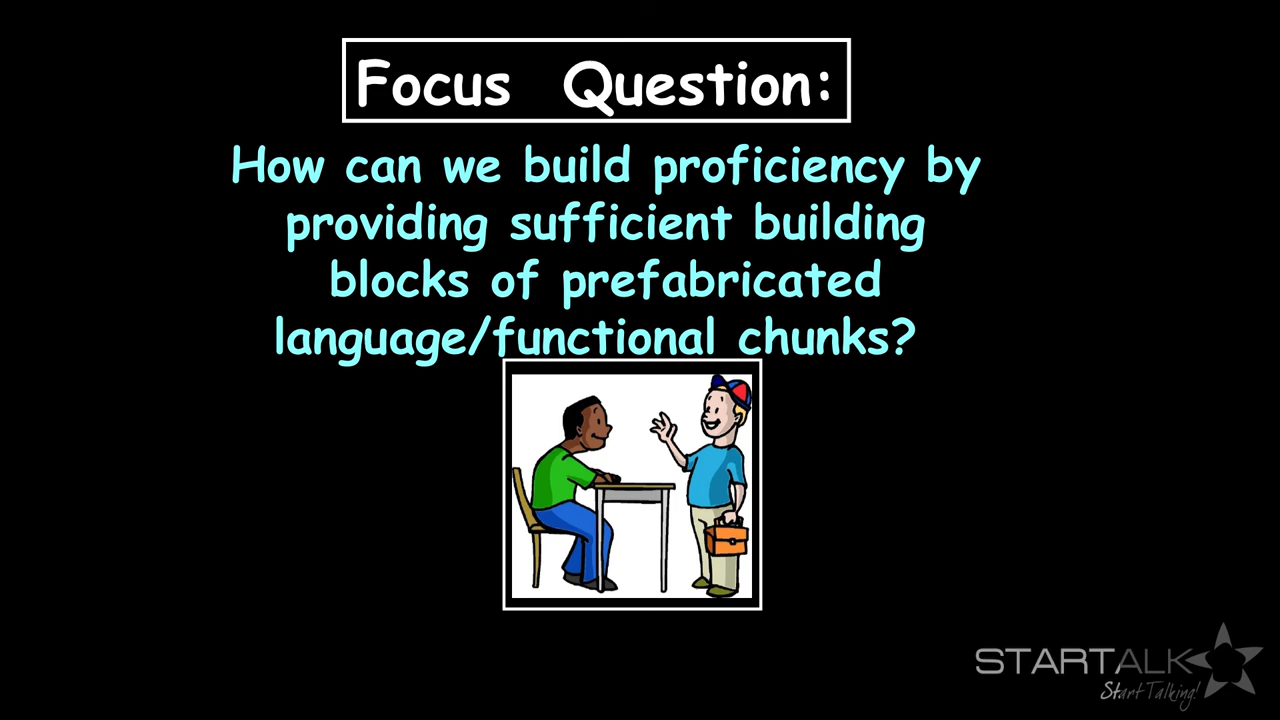 Focus Question:
How can we build proficiency by
providing sufficient building
blocks of prefabricated
language/functional chunks?
STARTALK
Start Talking!